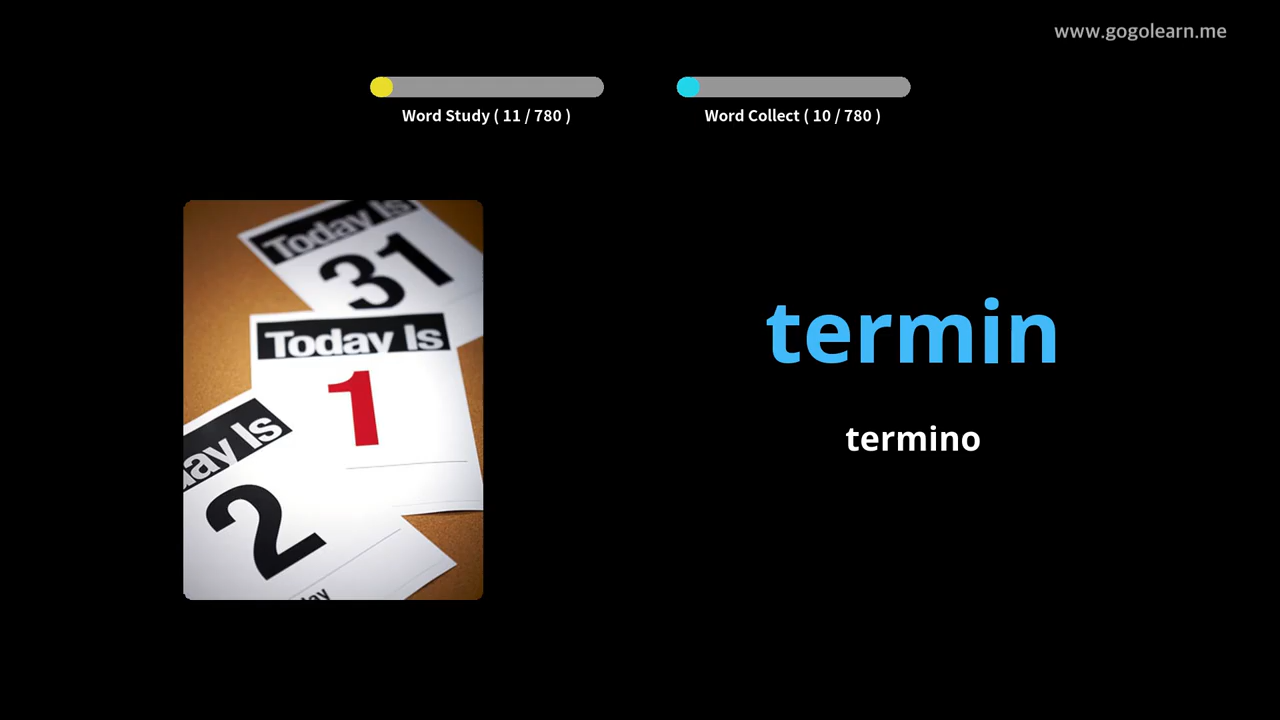 www.gogolearn.me
Word Study ( 11 / 780 )
Word Collect ( 10 / 780 )
Today Is
31
Today Is
1
ay Is
2
termin
termino